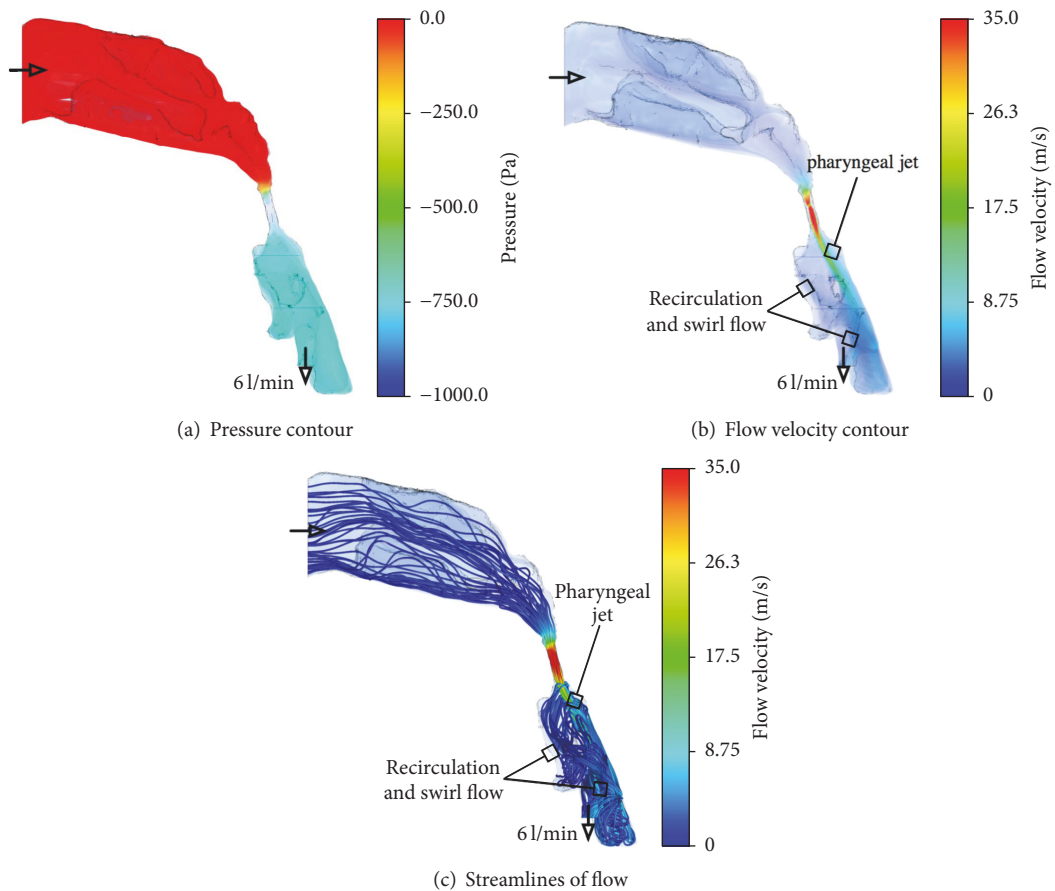 0.0
−250.0
−500.0
−750.0
−1000.0
Pressure (Pa)
6 l/min
(a) Pressure contour
35.0
26.3
17.5
8.75
0
Flow velocity (m/s)
pharyngeal jet
Recirculation
and swirl flow
6 l/min
(b) Flow velocity contour
35.0
26.3
17.5
8.75
0
Flow velocity (m/s)
Pharyngeal
jet
Recirculation
and swirl flow
6 l/min
(c) Streamlines of flow